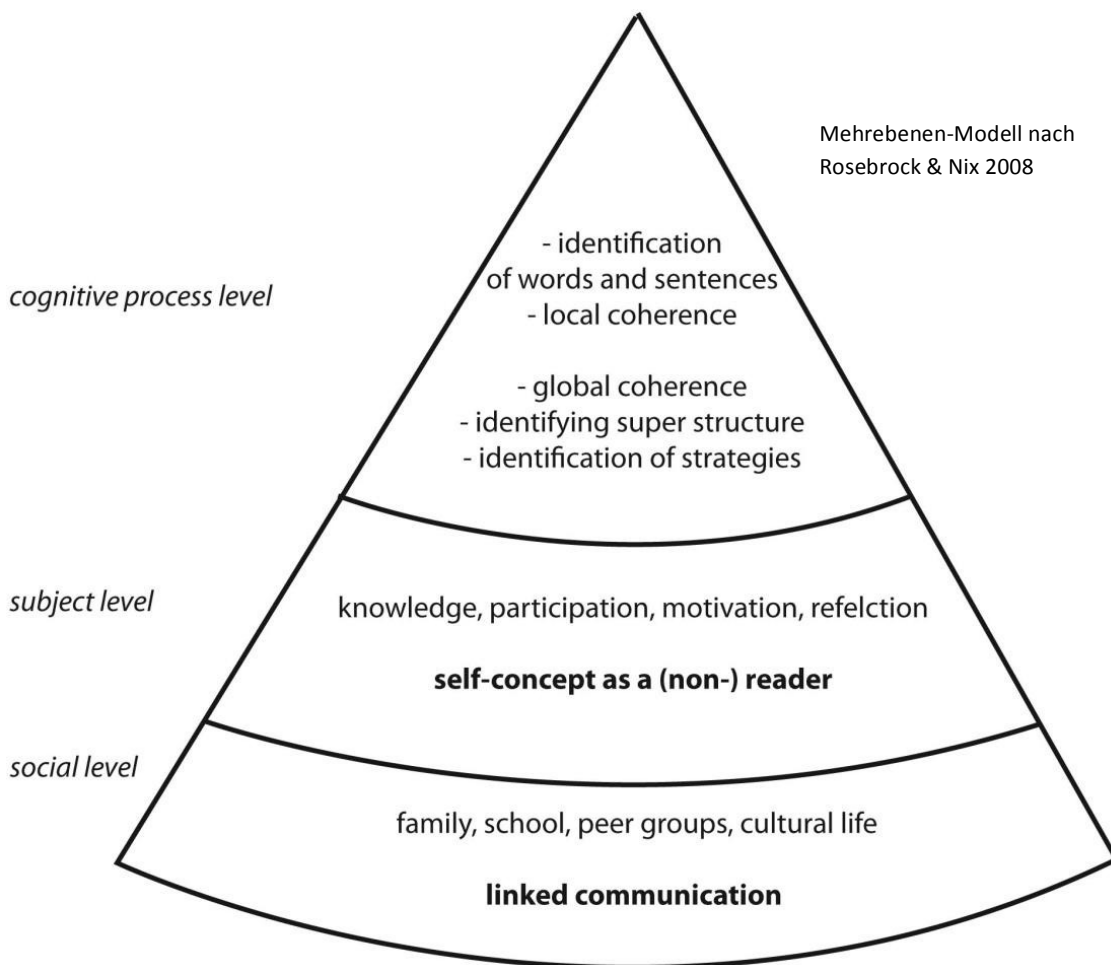 Mehrebenen-Modell nach
Rosebrock & Nix 2008
- identification
of words and sentences
- local coherence
cognitive process level
- global coherence
- identifying super structure
- identification of strategies
subject level
knowledge, participation, motivation, refelction
self-concept as a (non-) reader
social level
family, school, peer groups, cultural life
linked communication